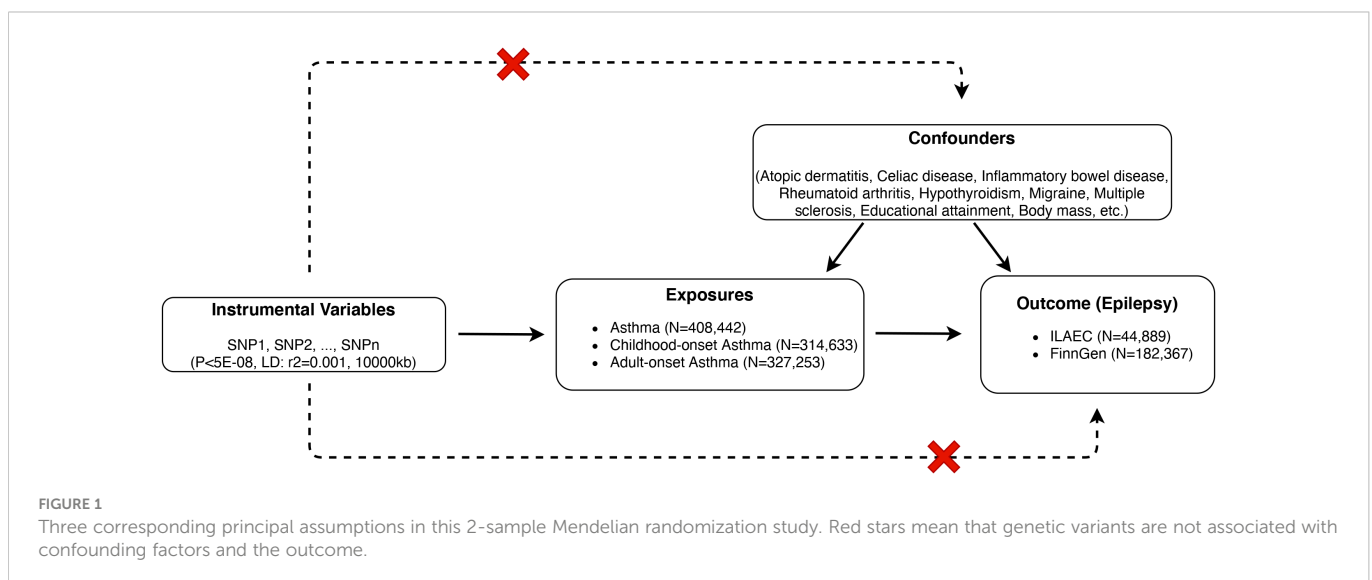 Confounders
(Atopic dermatitis, Celiac disease, Inflammatory bowel disease,
Rheumatoid arthritis, Hypothyroidism, Migraine, Multiple
sclerosis, Educational attainment, Body mass, etc.)
Instrumental Variables
SNP1, SNP2, ..., SNPn
(P<5E-08, LD: r2=0.001, 10000kb)
Exposures
• Asthma (N=408,442)
• Childhood-onset Asthma (N=314,633)
• Adult-onset Asthma (N=327,253)
Outcome (Epilepsy)
• ILAEC (N=44,889)
• FinnGen (N=182,367)
FIGURE 1
Three corresponding principal assumptions in this 2-sample Mendelian randomization study. Red stars mean that genetic variants are not associated with
confounding factors and the outcome.